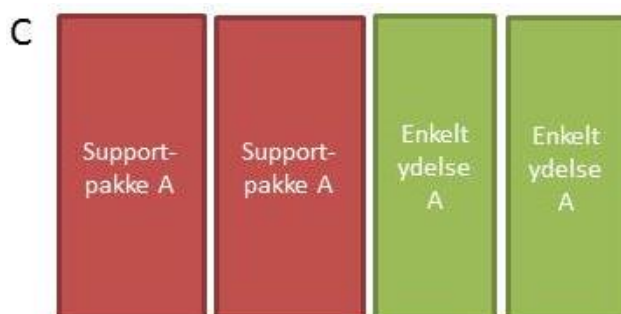 C
Support-
pakke A
Support-
pakke A
Enkelt
ydelse
A
Enkelt
ydelse
A